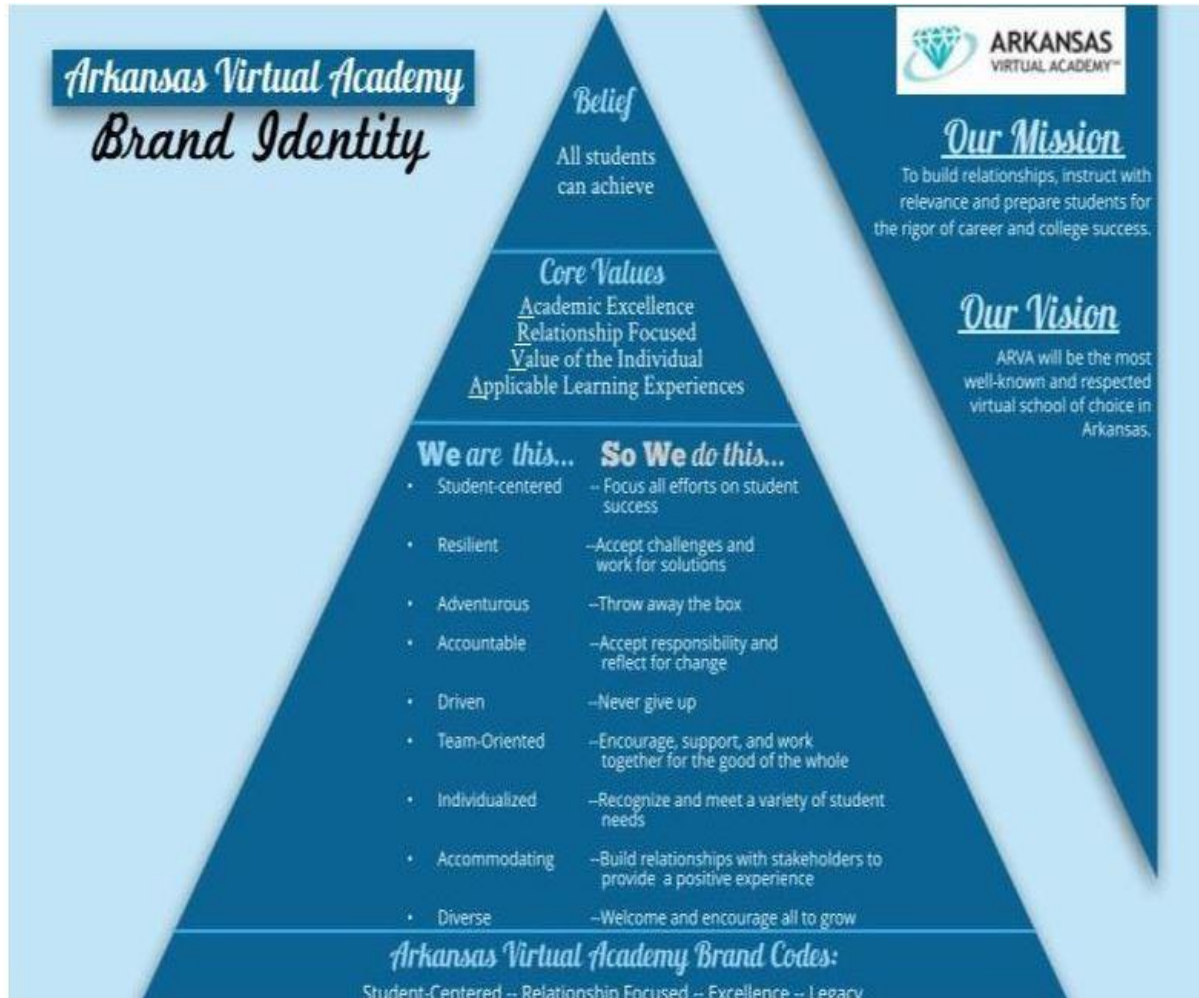 Arkansas Virtual Academy
Brand Identity
Belief
All students
can achieve
Core Values
Academic Excellence
Relationship Focused
Value of the Individual
Applicable Learning Experiences
We are this... So We do this...
• Student-centered -- Focus all efforts on student
success
• Resilient --Accept challenges and
work for solutions
• Adventurous --Throw away the box
• Accountable --Accept responsibility and
reflect for change
• Driven --Never give up
• Team-Oriented --Encourage, support, and work
together for the good of the whole
• Individualized --Recognize and meet a variety of student
needs
• Accommodating --Build relationships with stakeholders to
provide a positive experience
• Diverse --Welcome and encourage all to grow
Arkansas Virtual Academy Brand Codes:
Student-Centered -- Relationship Focused -- Excellence -- Legacy
ARKANSAS
VIRTUAL ACADEMY™
Our Mission
To build relationships, instruct with
relevance and prepare students for
the rigor of career and college success.
Our Vision
ARVA will be the most
well-known and respected
virtual school of choice in
Arkansas.